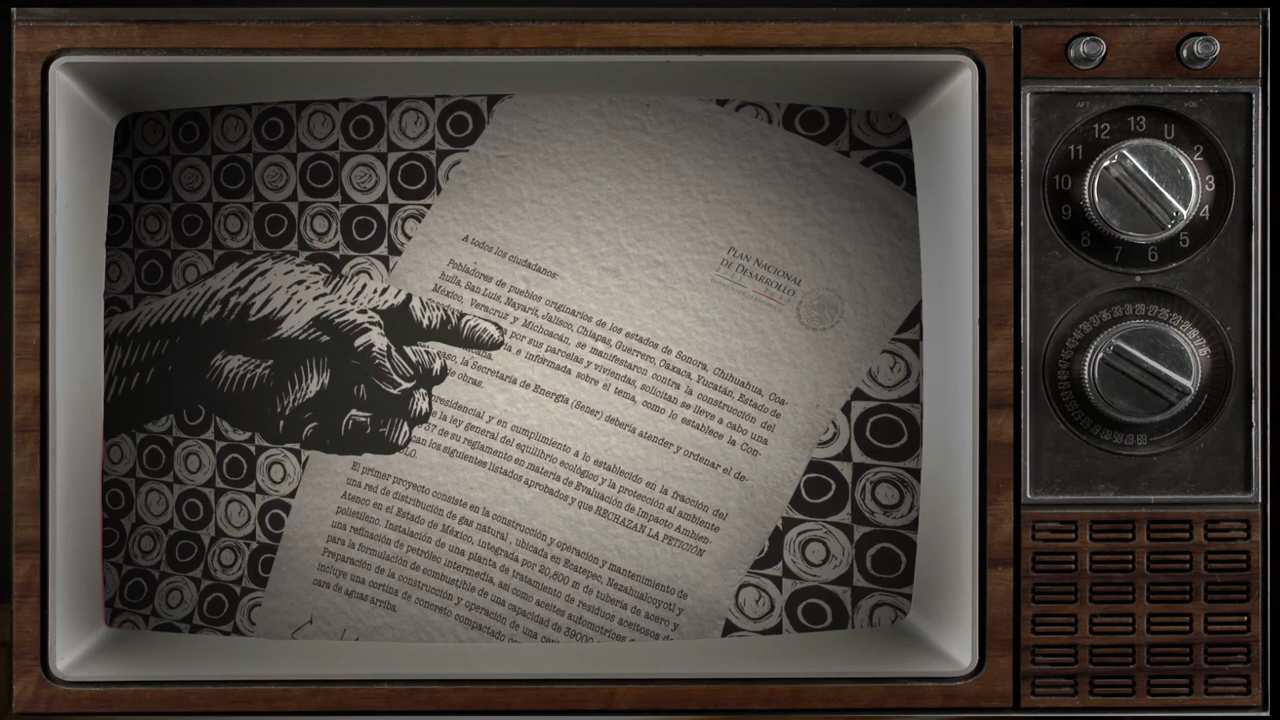 A todos los ciudadanos:
PLAN NACIONAL
DE DESARROLLO
Pobladores de pueblos originarios de los estados de Sonora, Chihuahua, Coa-
huila, San Luis, Nayarit, Jalisco, Chiapas, Guerrero, Oaxaca, Yucatán, Estado de
México, Veracruz y Michoacán, se manifestaron contra la construcción del
por sus parcelas y viviendas, solicitan se lleve a cabo una
e informada sobre el tema, como lo establece la Con-
la Secretaría de Energía (Sener) debería atender y ordenar el de-
de obras.
presidencial y en cumplimiento a lo establecido en la fracción del
de la ley general del equilibrio ecológico y la protección al ambiente
37 de su reglamento en materia de Evaluación de Impacto Ambien-
los siguientes listados aprobados y que RECHAZAN LA PETICIÓN
El primer proyecto consiste en la construcción y operación y mantenimiento de
una red de distribución de gas natural , ubicada en Ecatepec, Nezahualcoyotl y
Atenco en el Estado de México, integrada por 20,800 m de tubería de acero y
polietileno. Instalación de una planta de tratamiento de residuos aceitosos de
una refinación de petróleo intermedia, así como aceites automotrices
para la formulación de combustible de una capacidad de 39000
Preparación de la construcción y operación de una
incluye una cortina de concreto compactado
cara de aguas arriba.
AFT
VOL
12 13 U
11 2
10 3
9 4
8 5
7 6